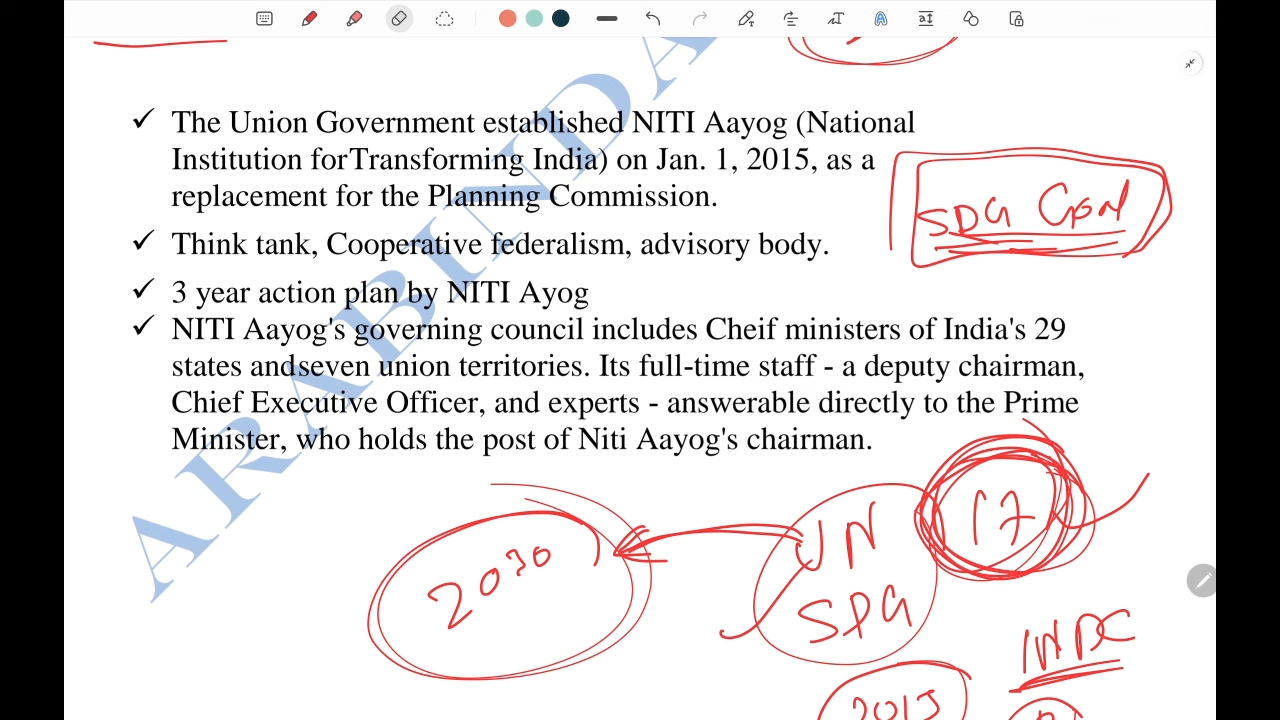 ✓ The Union Government established NITI Aayog (National
Institution forTransforming India) on Jan. 1, 2015, as a
replacement for the Planning Commission.
SDG Goal
✓ Think tank, Cooperative federalism, advisory body.
✓ 3 year action plan by NITI Ayog
✓ NITI Aayog's governing council includes Cheif ministers of India's 29
states andseven union territories. Its full-time staff - a deputy chairman,
Chief Executive Officer, and experts - answerable directly to the Prime
Minister, who holds the post of Niti Aayog's chairman.
17
UN
2030
SDG
INDC
2015
ARABINDA